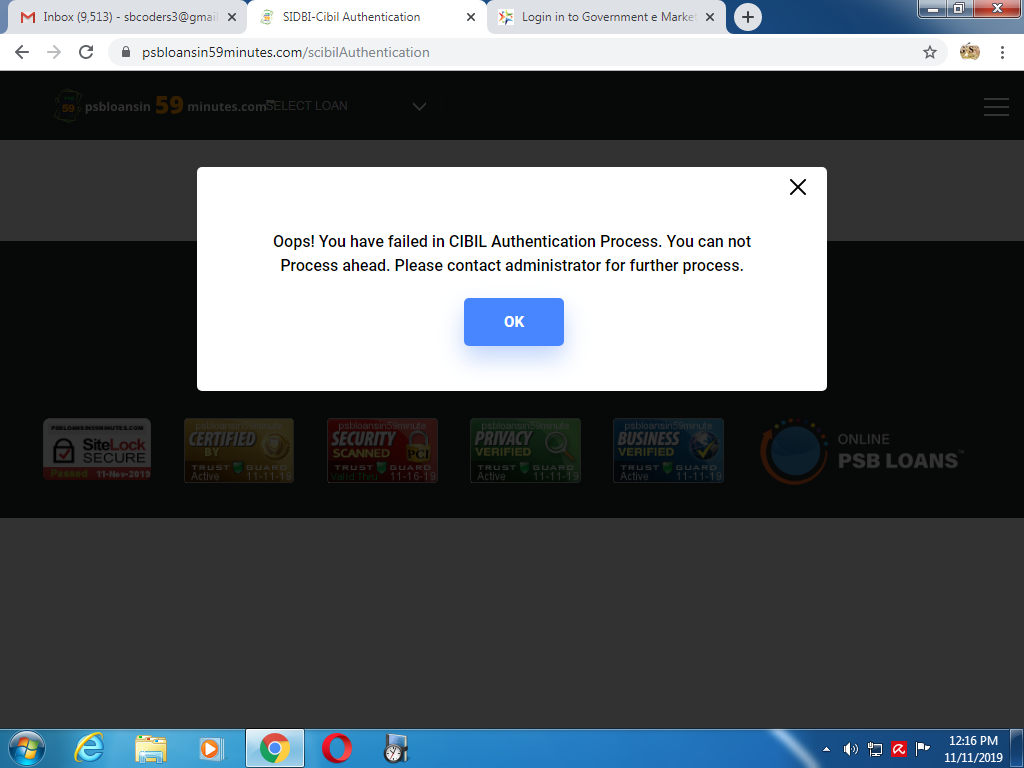 Inbox (9,513) - sbcoders3@gmail
SIDBI-Cibil Authentication
Login in to Government e Market
psbloansin59minutes.com/scibilAuthentication
59
psbloansin 59 minutes.com
SELECT LOAN
Oops! You have failed in CIBIL Authentication Process. You can not
Process ahead. Please contact administrator for further process.
OK
PSBLOANSIN59MINUTES.COM
SiteLock
SECURE
Passed 11-Nov-2019
psbloansin59minute
CERTIFIED
BY
TRUST GUARD
Active 11-11-19
psbloansin59minute
SECURITY
SCANNED
PCI
TRUST GUARD
Valid Thru 11-16-19
psbloansin59minute
PRIVACY
VERIFIED
TRUST GUARD
Active 11-11-19
psbloansin59minute
BUSINESS
VERIFIED
TRUST GUARD
Active 11-11-19
ONLINE
PSB LOANS™
12:16 PM
11/11/2019